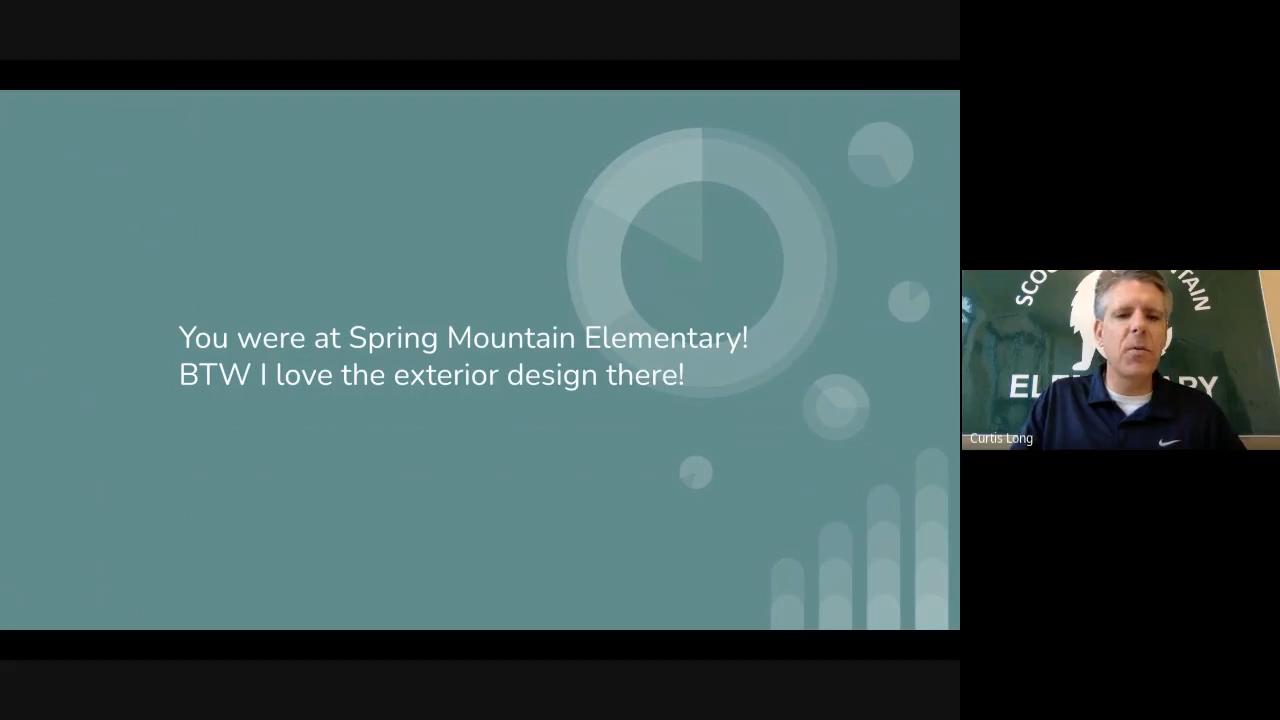 You were at Spring Mountain Elementary!
BTW I love the exterior design there!
Curtis Long